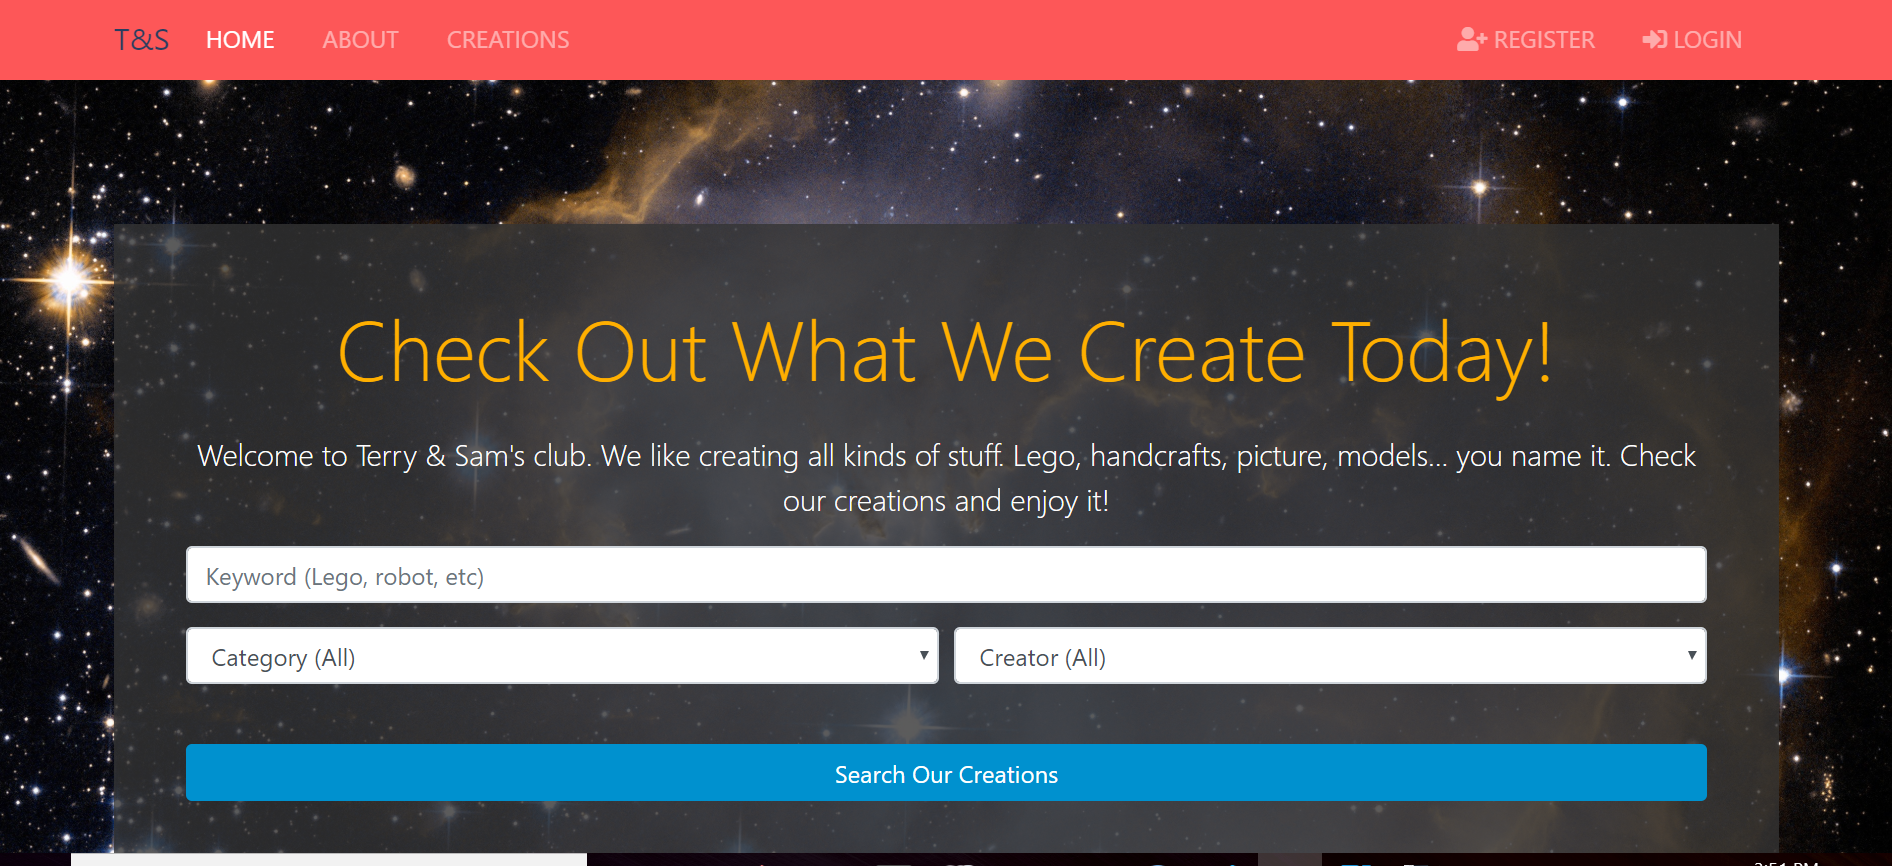 T&S HOME ABOUT CREATIONS REGISTER LOGIN
Check Out What We Create Today!
Welcome to Terry & Sam's club. We like creating all kinds of stuff. Lego, handcrafts, picture, models... you name it. Check
our creations and enjoy it!
Keyword (Lego, robot, etc)
Category (All) Creator (All)
Search Our Creations